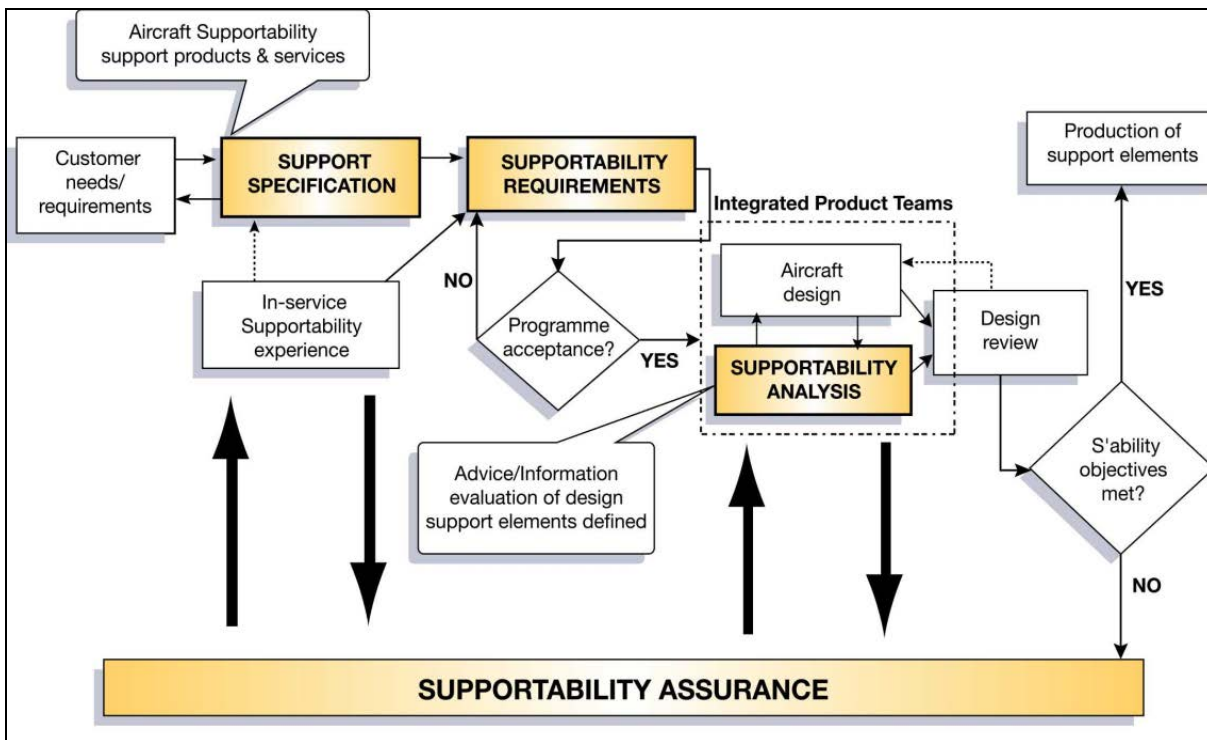 Aircraft Supportability
support products & services
Customer
needs/
requirements
SUPPORT
SPECIFICATION
SUPPORTABILITY
REQUIREMENTS
Production of
support elements
Integrated Product Teams
In-service
Supportability
experience
NO
Programme
acceptance?
YES
Aircraft
design
SUPPORTABILITY
ANALYSIS
Design
review
YES
Advice/Information
evaluation of design
support elements defined
S'ability
objectives
met?
NO
SUPPORTABILITY ASSURANCE